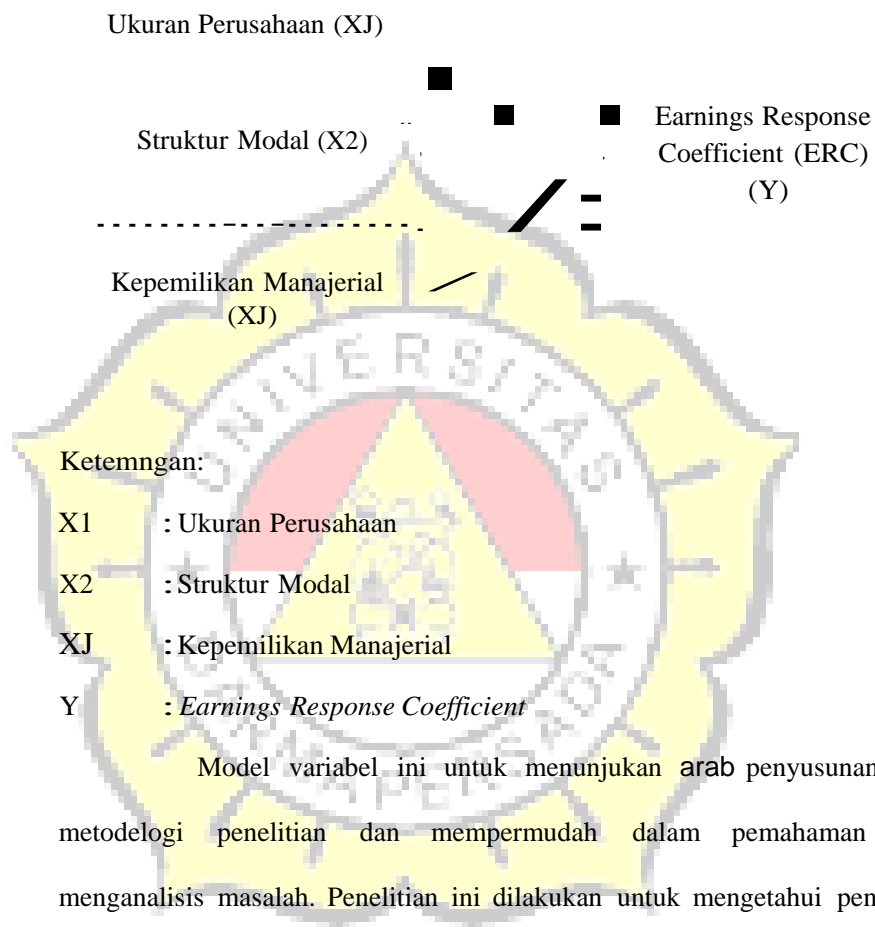 Ukuran Perusahaan (XJ)
Struktur Modal (X2)
Earnings Response
Coefficient (ERC)
(Y)
Kepemilikan Manajerial
(XJ)
UNIVERSITAS
Ketemngan:
X1 : Ukuran Perusahaan
X2 : Struktur Modal
XJ : Kepemilikan Manajerial
Y : Earnings Response Coefficient
PERSADA
Model variabel ini untuk menunjukan arab penyusunan
metodelogi penelitian dan mempermudah dalam pemahaman
menganalisis masalah. Penelitian ini dilakukan untuk mengetahui pen